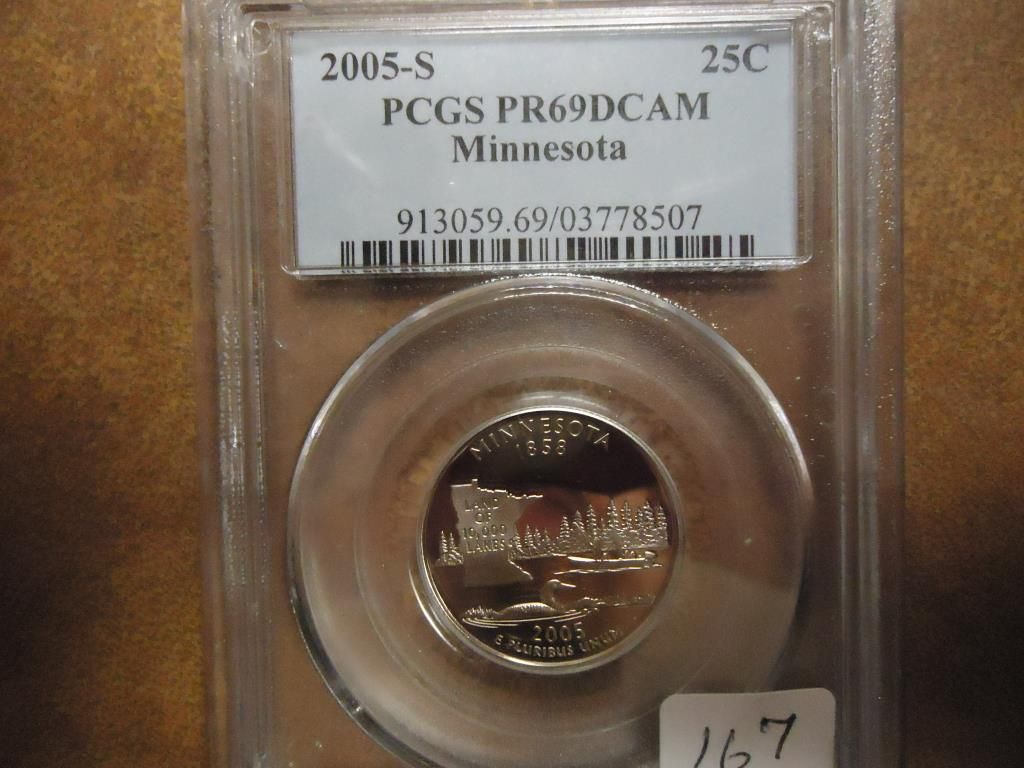 2005-S 25C
PCGS PR69DCAM
Minnesota
913059.69/03778507
MINNESOTA
1858
LAND
OF
10,000
LAKES
2005
E PLURIBUS UNUM
167